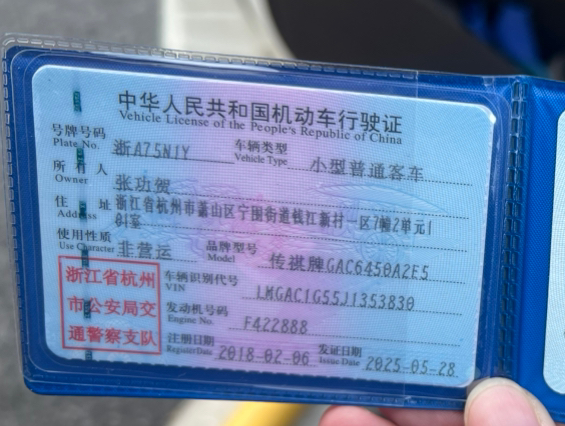 中华人民共和国机动车行驶证
Vehicle License of the People's Republic of China
号牌号码 浙A75N1Y 车辆类型 小型普通客车
Plate No. Vehicle Type
所有人 张功贺
Owner
住址 浙江省杭州市萧山区宁围街道钱江新村一区7幢2单元1
Address 01室
使用性质 非营运 品牌型号 传祺牌GAC6450A2E5
Use Character Model
浙江省杭州
市公安局交
通警察支队
车辆识别代号 LMGAC1G55J1353830
VIN
发动机号码 F422888
Engine No.
注册日期 2018-02-06 发证日期 2025-05-28
Register Date Issue Date